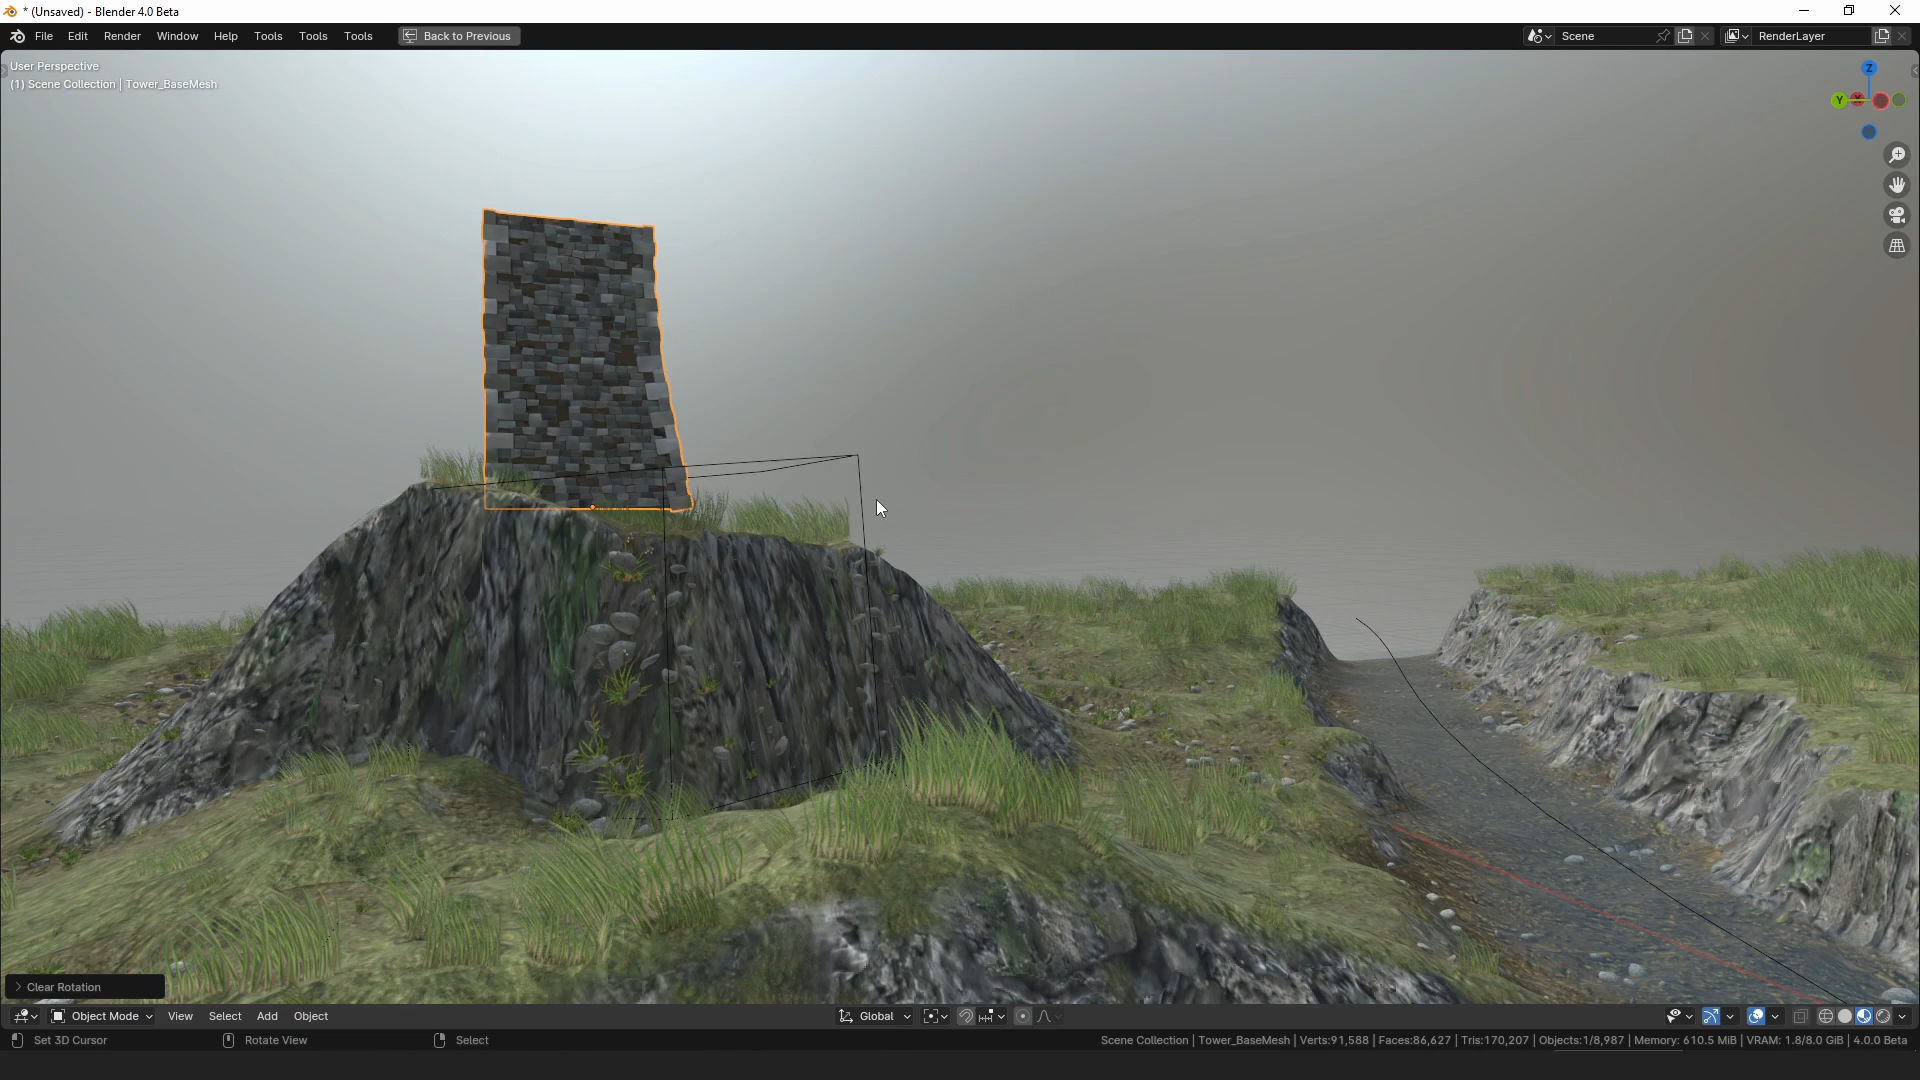 * (Unsaved) - Blender 4.0 Beta
File Edit Render Window Help Tools Tools Tools Back to Previous Scene RenderLayer
User Perspective
(1) Scene Collection | Tower_BaseMesh
Z
Y X
Clear Rotation
Object Mode View Select Add Object Global
Set 3D Cursor Rotate View Select Scene Collection | Tower_BaseMesh | Verts:91,588 | Faces:86,627 | Tris:170,207 | Objects:1/8,987 | Memory: 610.5 MiB | VRAM: 1.8/8.0 GiB | 4.0.0 Beta